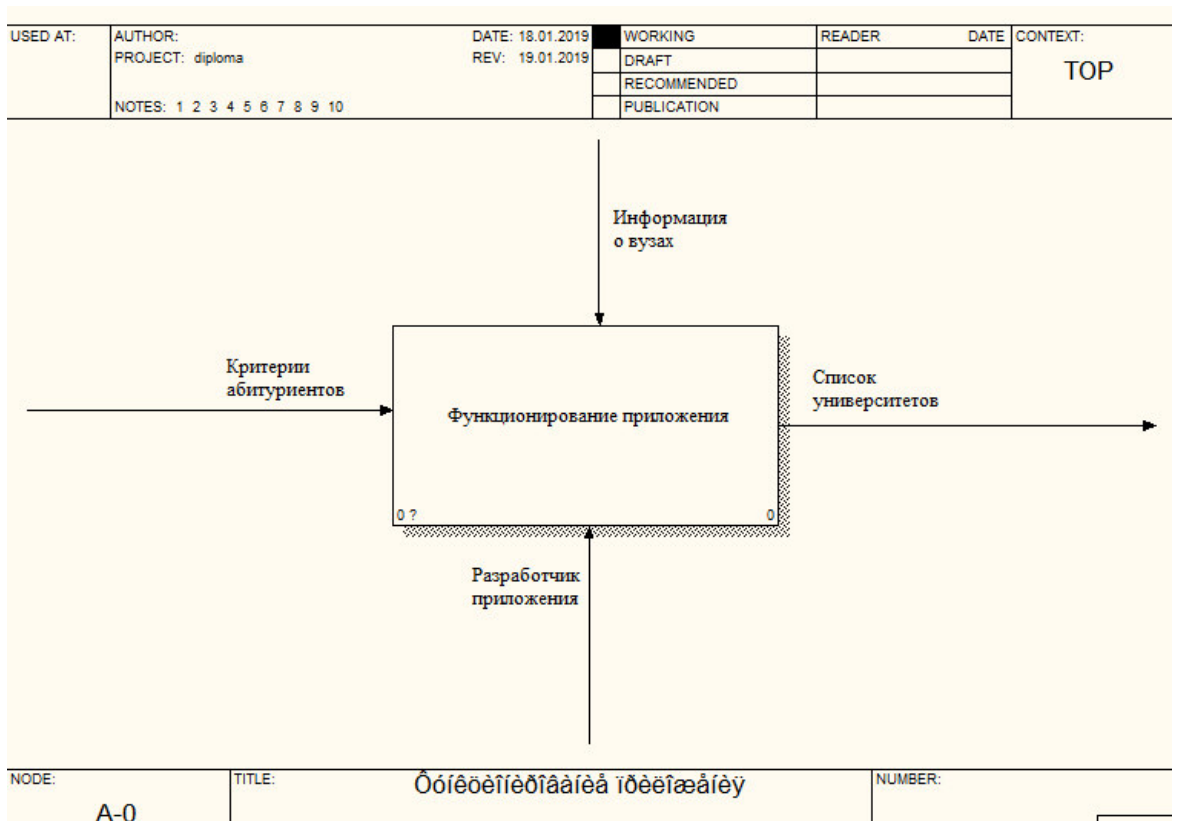 USED AT:
AUTHOR:
DATE: 18.01.2019
WORKING
READER
DATE
CONTEXT:
PROJECT: diploma
REV: 19.01.2019
DRAFT
TOP
RECOMMENDED
NOTES: 1 2 3 4 5 6 7 8 9 10
PUBLICATION
Информация
о вузах
Критерии
абитуриентов
Функционирование приложения
Список
университетов
0 ?
0
Разработчик
приложения
NODE:
TITLE:
Ôóíêöèîíèðîâàíèå ïðèëîæåíèÿ
NUMBER:
A-0